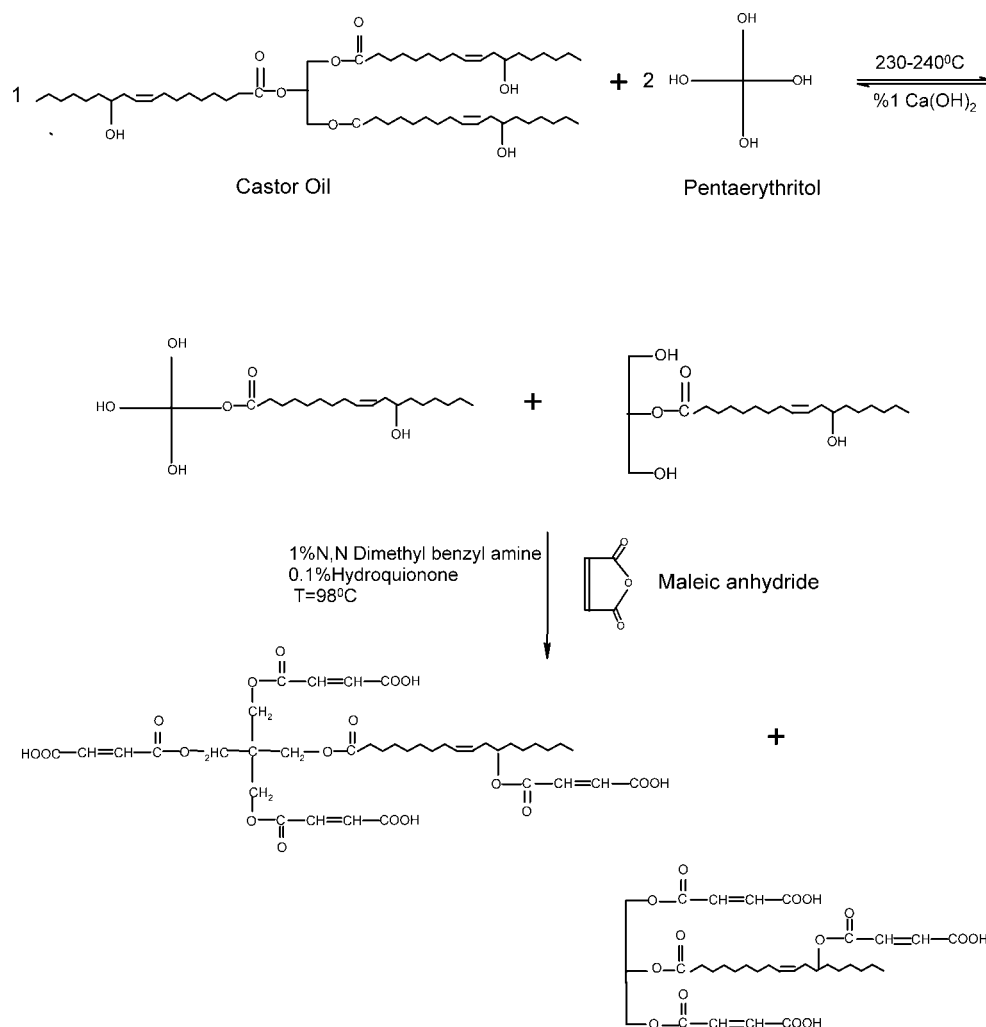 O
O
O C
O
C O
OH
1
OH
O
C
O C
OH
Castor Oil
+ 2
OH
HO OH
OH
Pentaerythritol
230-240⁰C
%1 Ca(OH)₂
OH
HO O C
O
OH
OH
+
OH
O
O C
OH
OH
1%N,N Dimethyl benzyl amine
0.1%Hydroquionone
T=98⁰C
O
O
O
Maleic anhydride
O
O—C—CH=CH—COOH
CH₂
O O
HOOC—CH=CH—C—O—₂HC—C—CH₂—O—C
O—C—CH=CH—COOH
O
CH₂
O—C—CH=CH—COOH
O
+
O
O—C—CH=CH—COOH
O
O—C—CH=CH—COOH
O
O—C
O
O—C—CH=CH—COOH